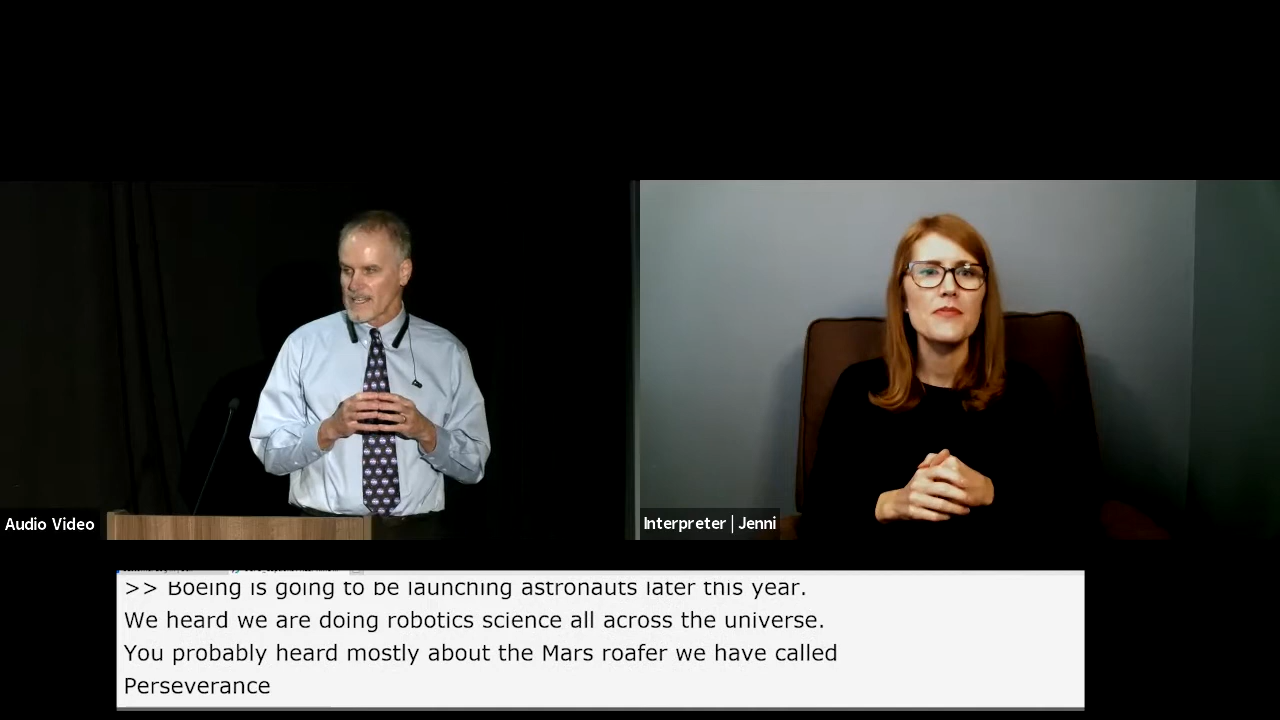 Audio Video
Interpreter | Jenni
>> Boeing is going to be launching astronauts later this year.
We heard we are doing robotics science all across the universe.
You probably heard mostly about the Mars roafer we have called
Perseverance